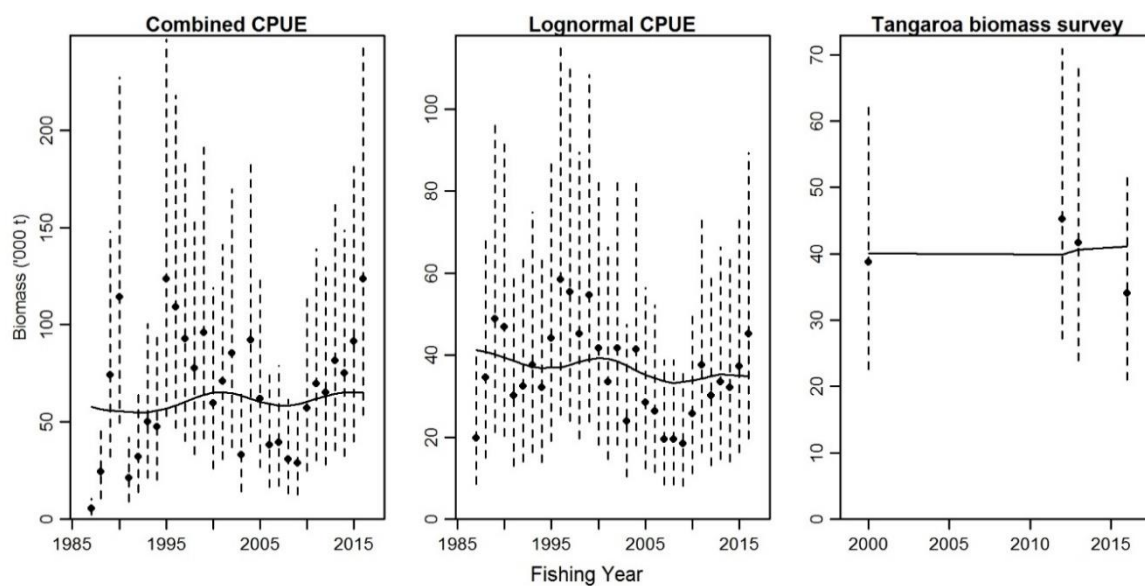 Combined CPUE Lognormal CPUE Tangaroa biomass survey
Biomass ('000 t)
0 50 100 150 200
0 20 40 60 80 100
0 10 20 30 40 50 60 70
1985 1995 2005 2015 1985 1995 2005 2015 2000 2005 2010 2015
Fishing Year